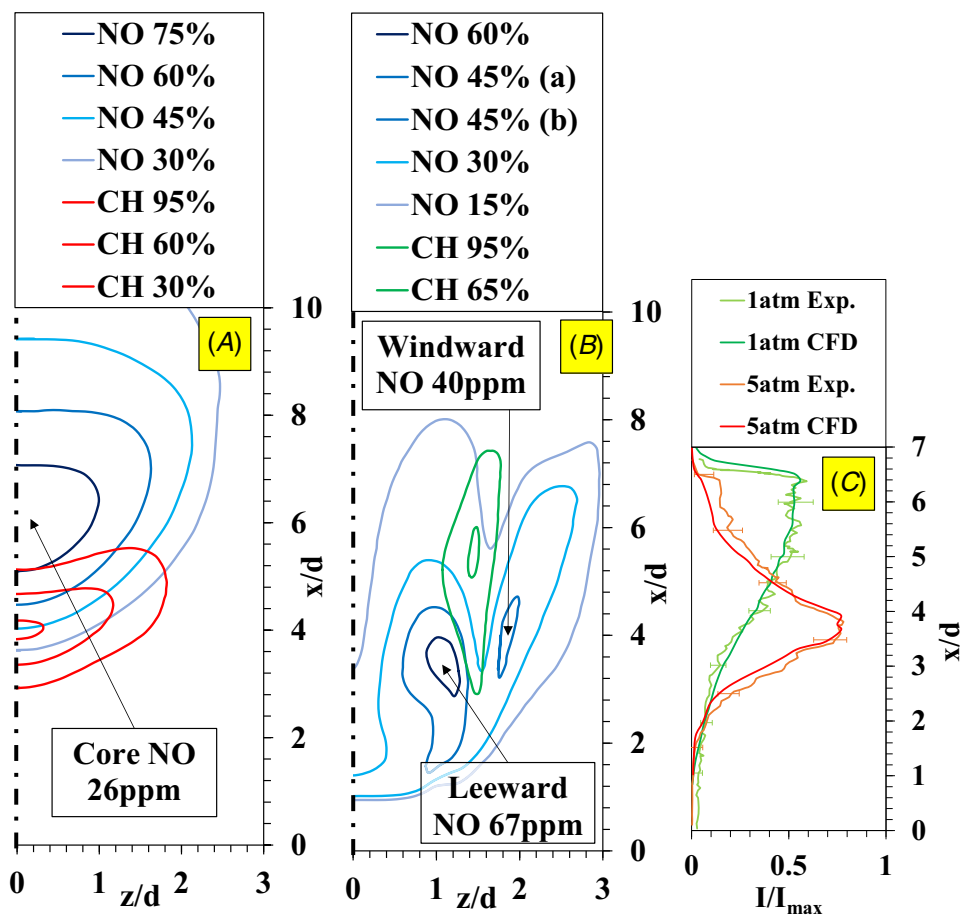 NO 75%
NO 60%
NO 45%
NO 30%
CH 95%
CH 60%
CH 30%
10
8
6
4
2
0
x/d
(A)
Core NO
26ppm
0
1
2
3
z/d
NO 60%
NO 45% (a)
NO 45% (b)
NO 30%
NO 15%
CH 95%
CH 65%
10
8
6
4
2
0
x/d
(B)
Windward
NO 40ppm
Leeward
NO 67ppm
0
1
2
3
z/d
1atm Exp.
1atm CFD
5atm Exp.
5atm CFD
7
6
5
4
3
2
1
0
x/d
(C)
0
0.5
1
I/Imax